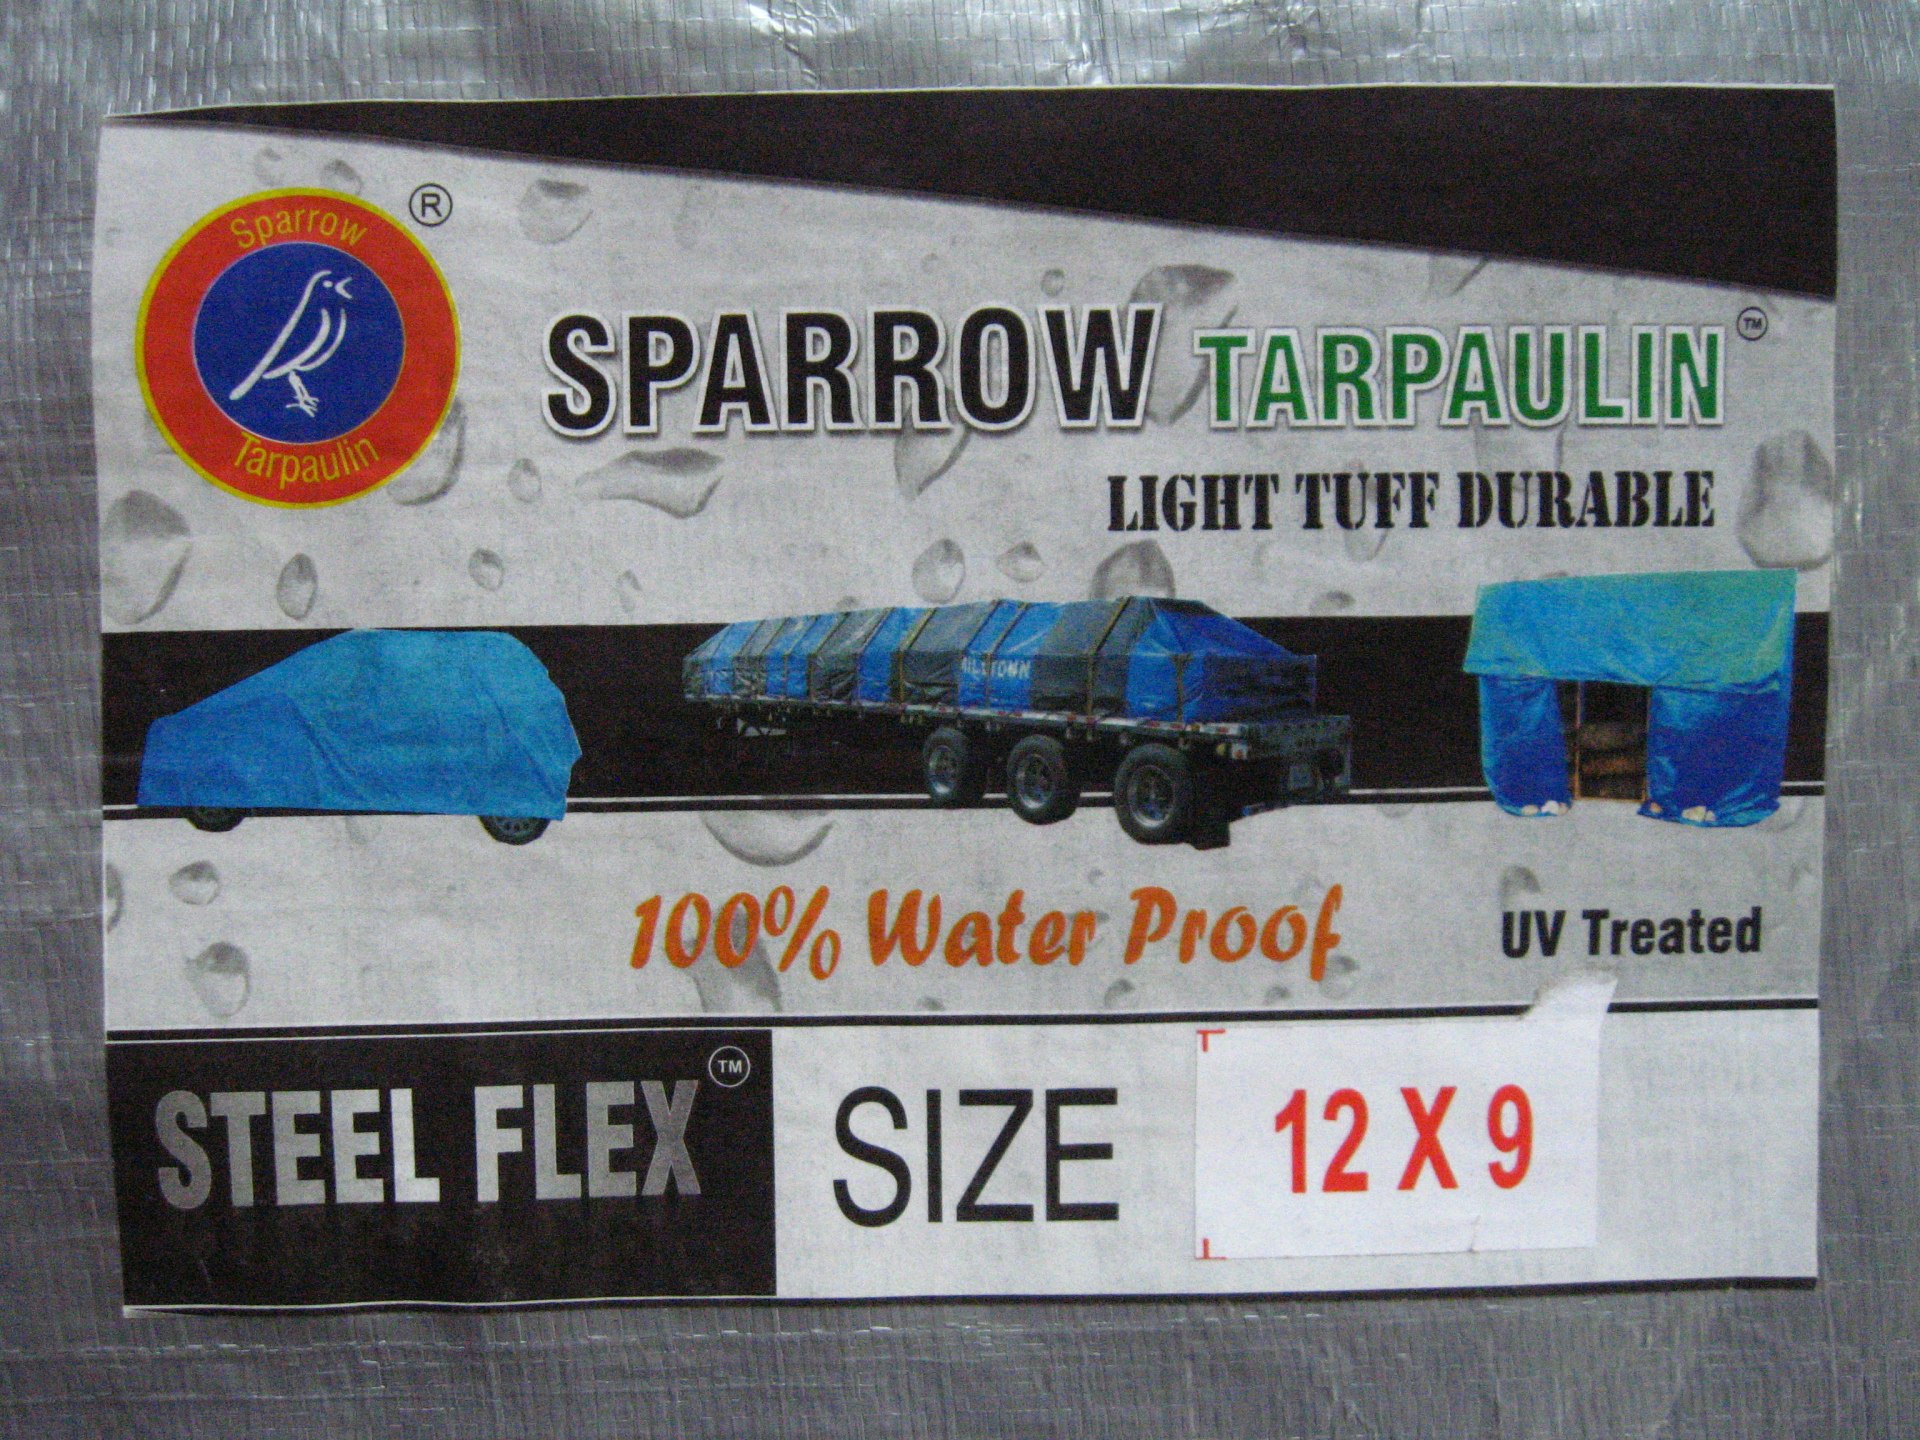 Sparrow
Tarpaulin
®
SPARROW TARPAULIN™
LIGHT TUFF DURABLE
100% Water Proof
UV Treated
STEEL FLEX™
SIZE
12 X 9